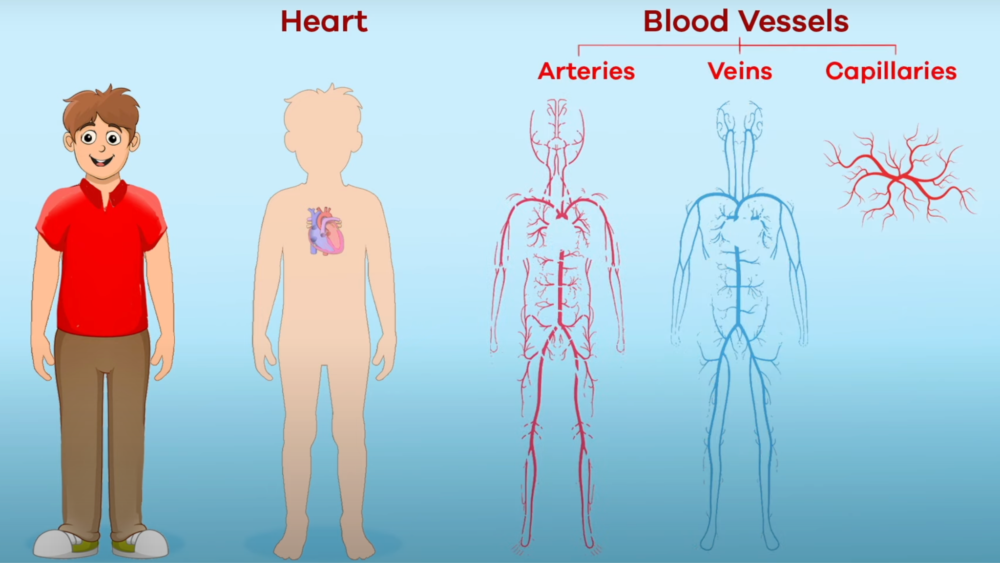 Heart
Blood Vessels
Arteries
Veins
Capillaries